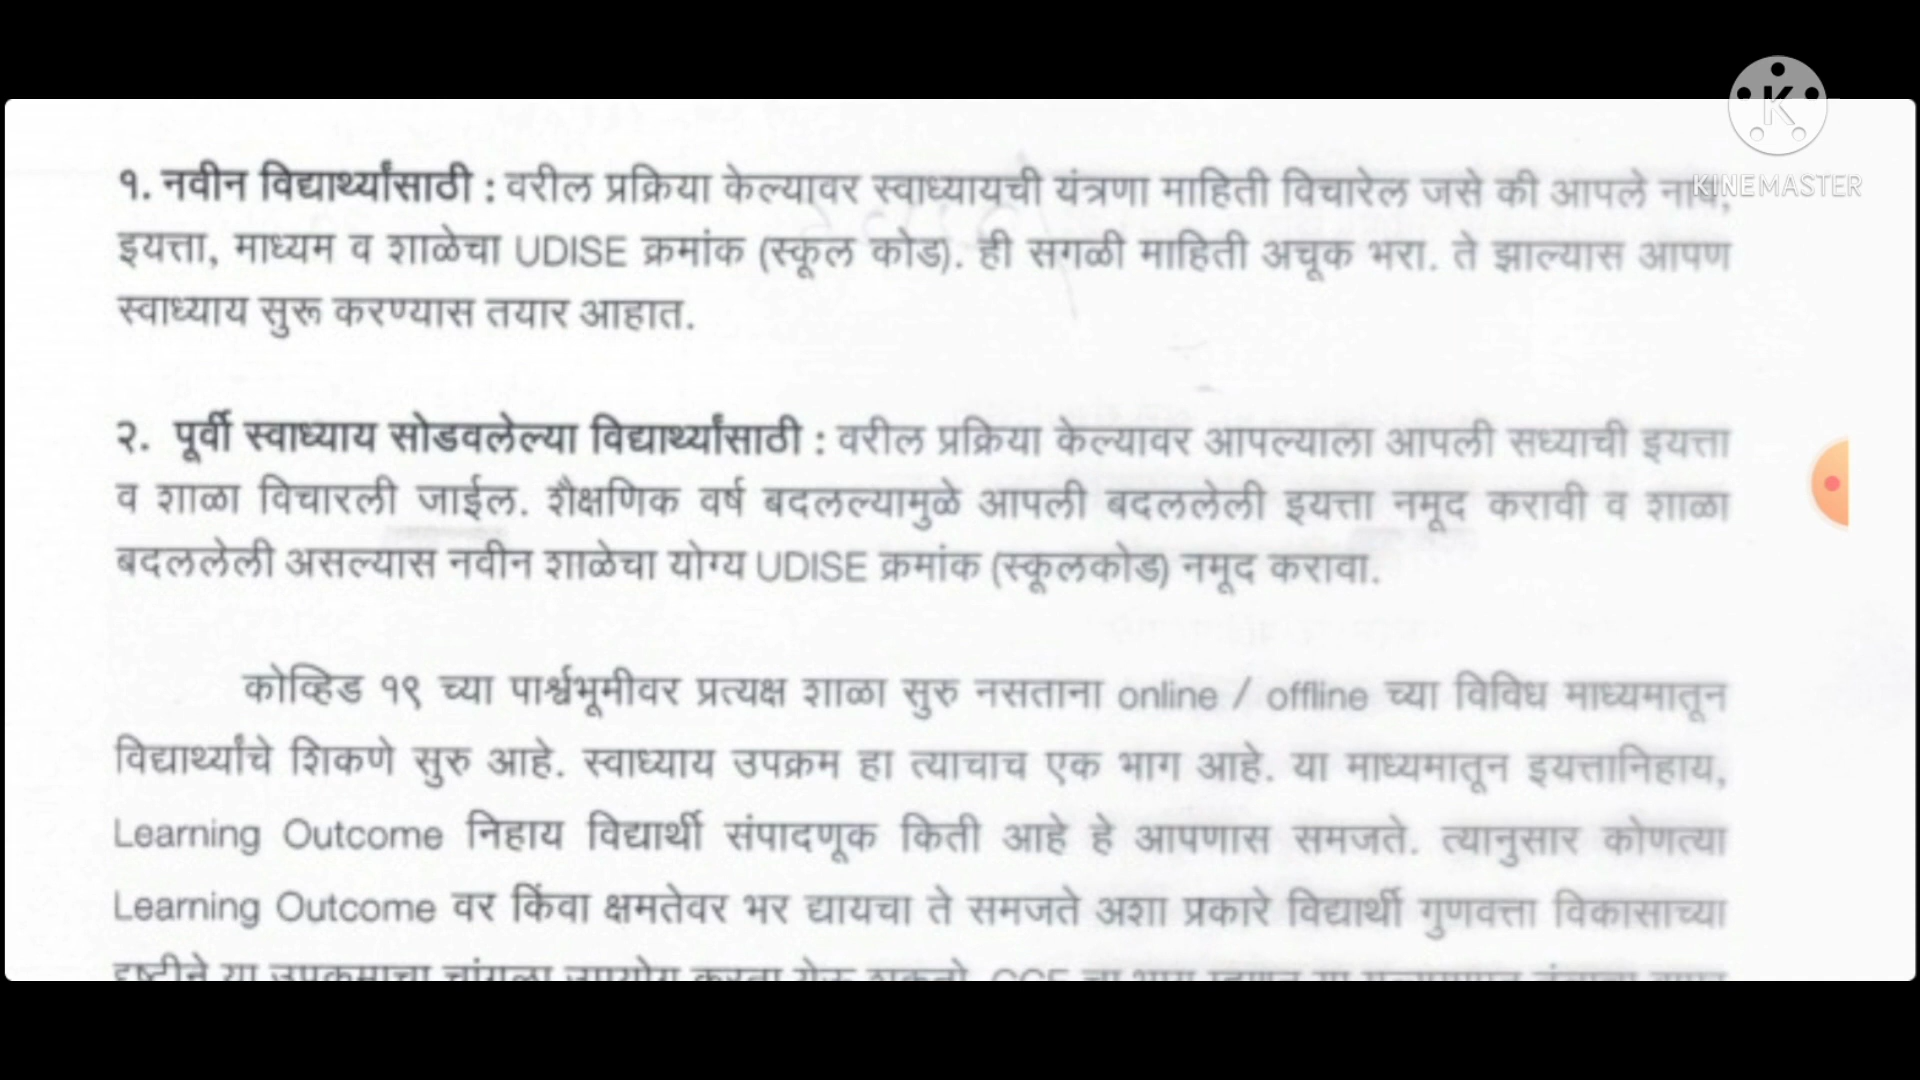 १. नवीन विद्यार्थ्यांसाठी : वरील प्रक्रिया केल्यावर स्वाध्यायची यंत्रणा माहिती विचारेल जसे की आपले नाव,
इयत्ता, माध्यम व शाळेचा UDISE क्रमांक (स्कूल कोड). ही सगळी माहिती अचूक भरा. ते झाल्यास आपण
स्वाध्याय सुरू करण्यास तयार आहात.
२. पूर्वी स्वाध्याय सोडवलेल्या विद्यार्थ्यांसाठी : वरील प्रक्रिया केल्यावर आपल्याला आपली सध्याची इयत्ता
व शाळा विचारली जाईल. शैक्षणिक वर्ष बदलल्यामुळे आपली बदललेली इयत्ता नमूद करावी व शाळा
बदललेली असल्यास नवीन शाळेचा योग्य UDISE क्रमांक (स्कूलकोड) नमूद करावा.
कोव्हिड १९ च्या पार्श्वभूमीवर प्रत्यक्ष शाळा सुरु नसताना online / offline च्या विविध माध्यमातून
विद्यार्थ्यांचे शिकणे सुरु आहे. स्वाध्याय उपक्रम हा त्याचाच एक भाग आहे. या माध्यमातून इयत्तानिहाय,
Learning Outcome निहाय विद्यार्थी संपादणूक किती आहे हे आपणास समजते. त्यानुसार कोणत्या
Learning Outcome वर किंवा क्षमतेवर भर द्यायचा ते समजते अशा प्रकारे विद्यार्थी गुणवत्ता विकासाच्या
K
KINEMASTER